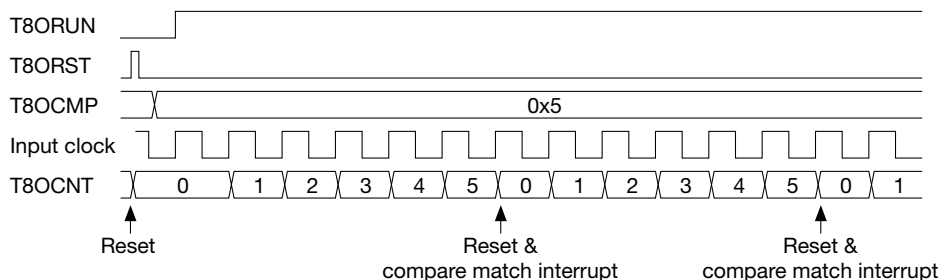 T8ORUN
T8ORST
T8OCMP 0x5
Input clock
T8OCNT 0 1 2 3 4 5 0 1 2 3 4 5 0 1
Reset Reset & Reset &
compare match interrupt compare match interrupt